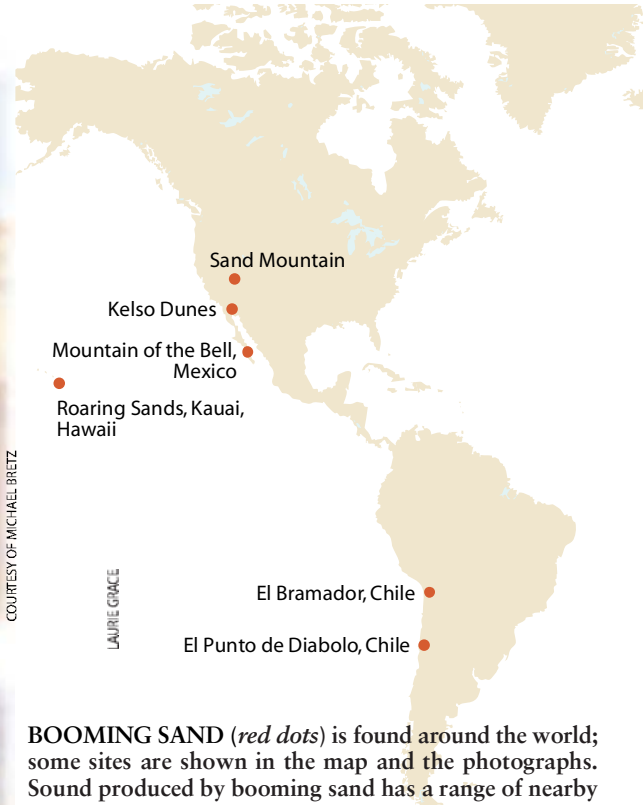 Sand Mountain
Kelso Dunes
Mountain of the Bell,
Mexico
Roaring Sands, Kauai,
Hawaii
COURTESY OF MICHAEL BRETZ
LAURIE GRACE
El Bramador, Chile
El Punto de Diabolo, Chile
BOOMING SAND (red dots) is found around the world;
some sites are shown in the map and the photographs.
Sound produced by booming sand has a range of nearby